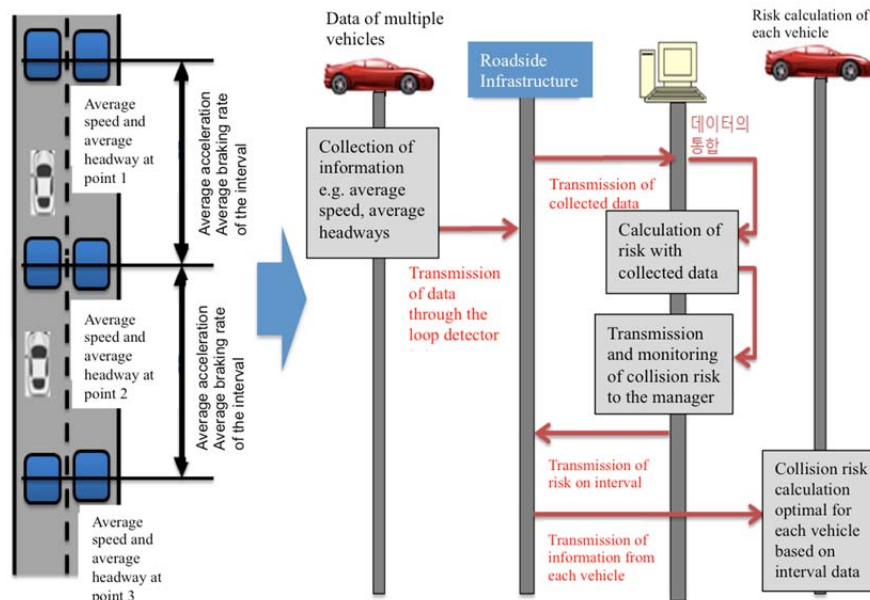 Average
speed and
average
headway at
point 1
Average acceleration
Average braking rate
of the interval
Average
speed and
average
headway at
point 2
Average acceleration
Average braking rate
of the interval
Average
speed and
average
headway at
point 3
Data of multiple
vehicles
Collection of
information
e.g. average
speed, average
headways
Transmission
of data
through the
loop detector
Roadside
Infrastructure
Transmission of
collected data
데이터의
통합
Calculation of
risk with
collected data
Transmission
and monitoring
of collision risk
to the manager
Transmission of
risk on interval
Transmission of
information from
each vehicle
Risk calculation of
each vehicle
Collision risk
calculation
optimal for
each vehicle
based on
interval data